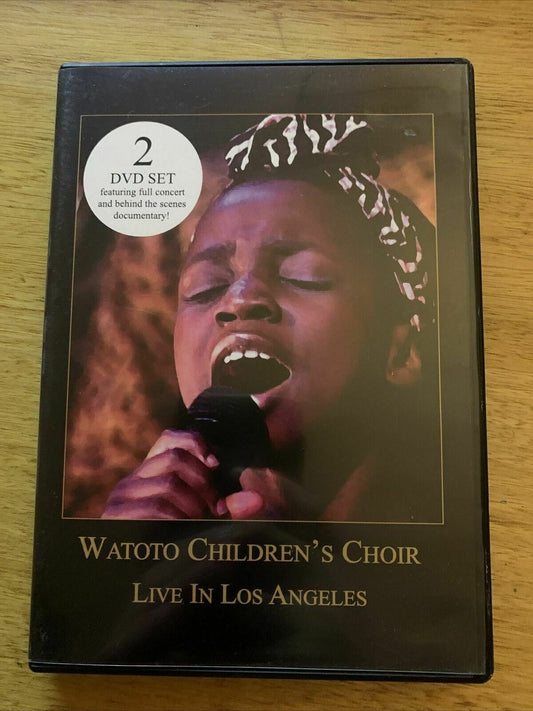 2
DVD SET
featuring full concert
and behind the scenes
documentary!
WATOTO CHILDREN'S CHOIR
LIVE IN LOS ANGELES